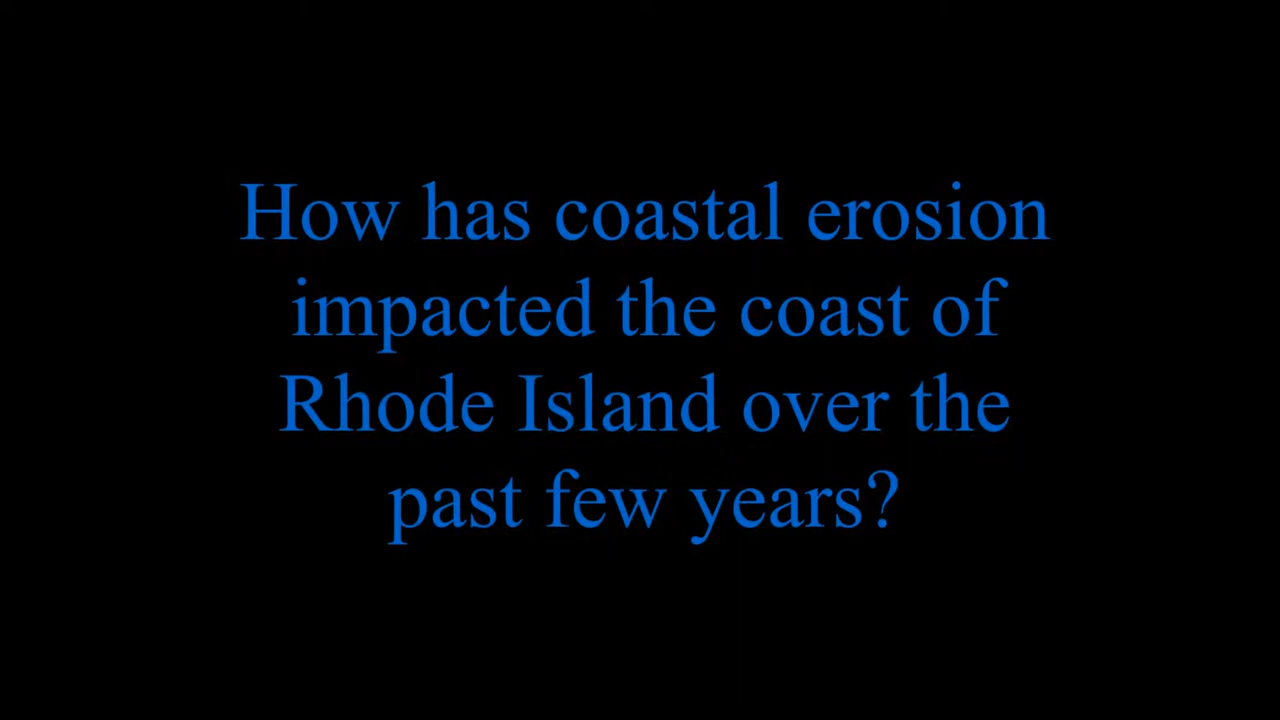 How has coastal erosion
impacted the coast of
Rhode Island over the
past few years?